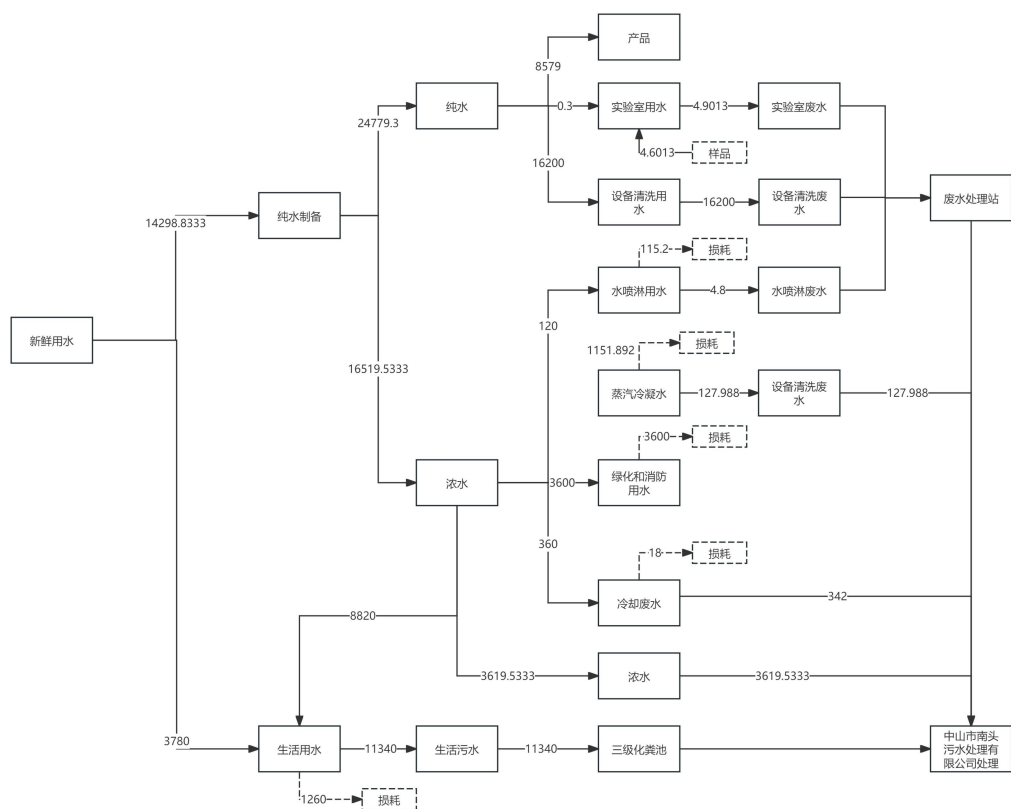 产品
8579
纯水
0.3
实验室用水
4.9013
实验室废水
24779.3
4.6013
样品
16200
设备清洗用
水
16200
设备清洗废
水
废水处理站
14298.8333
纯水制备
115.2
损耗
水喷淋用水
4.8
水喷淋废水
120
新鲜用水
1151.892
损耗
16519.5333
蒸汽冷凝水
127.988
设备清洗废
水
127.988
3600
损耗
浓水
3600
绿化和消防
用水
360
18
损耗
冷却废水
342
8820
3619.5333
浓水
3619.5333
3780
生活用水
11340
生活污水
11340
三级化粪池
中山市南头
污水处理有
限公司处理
1260
损耗